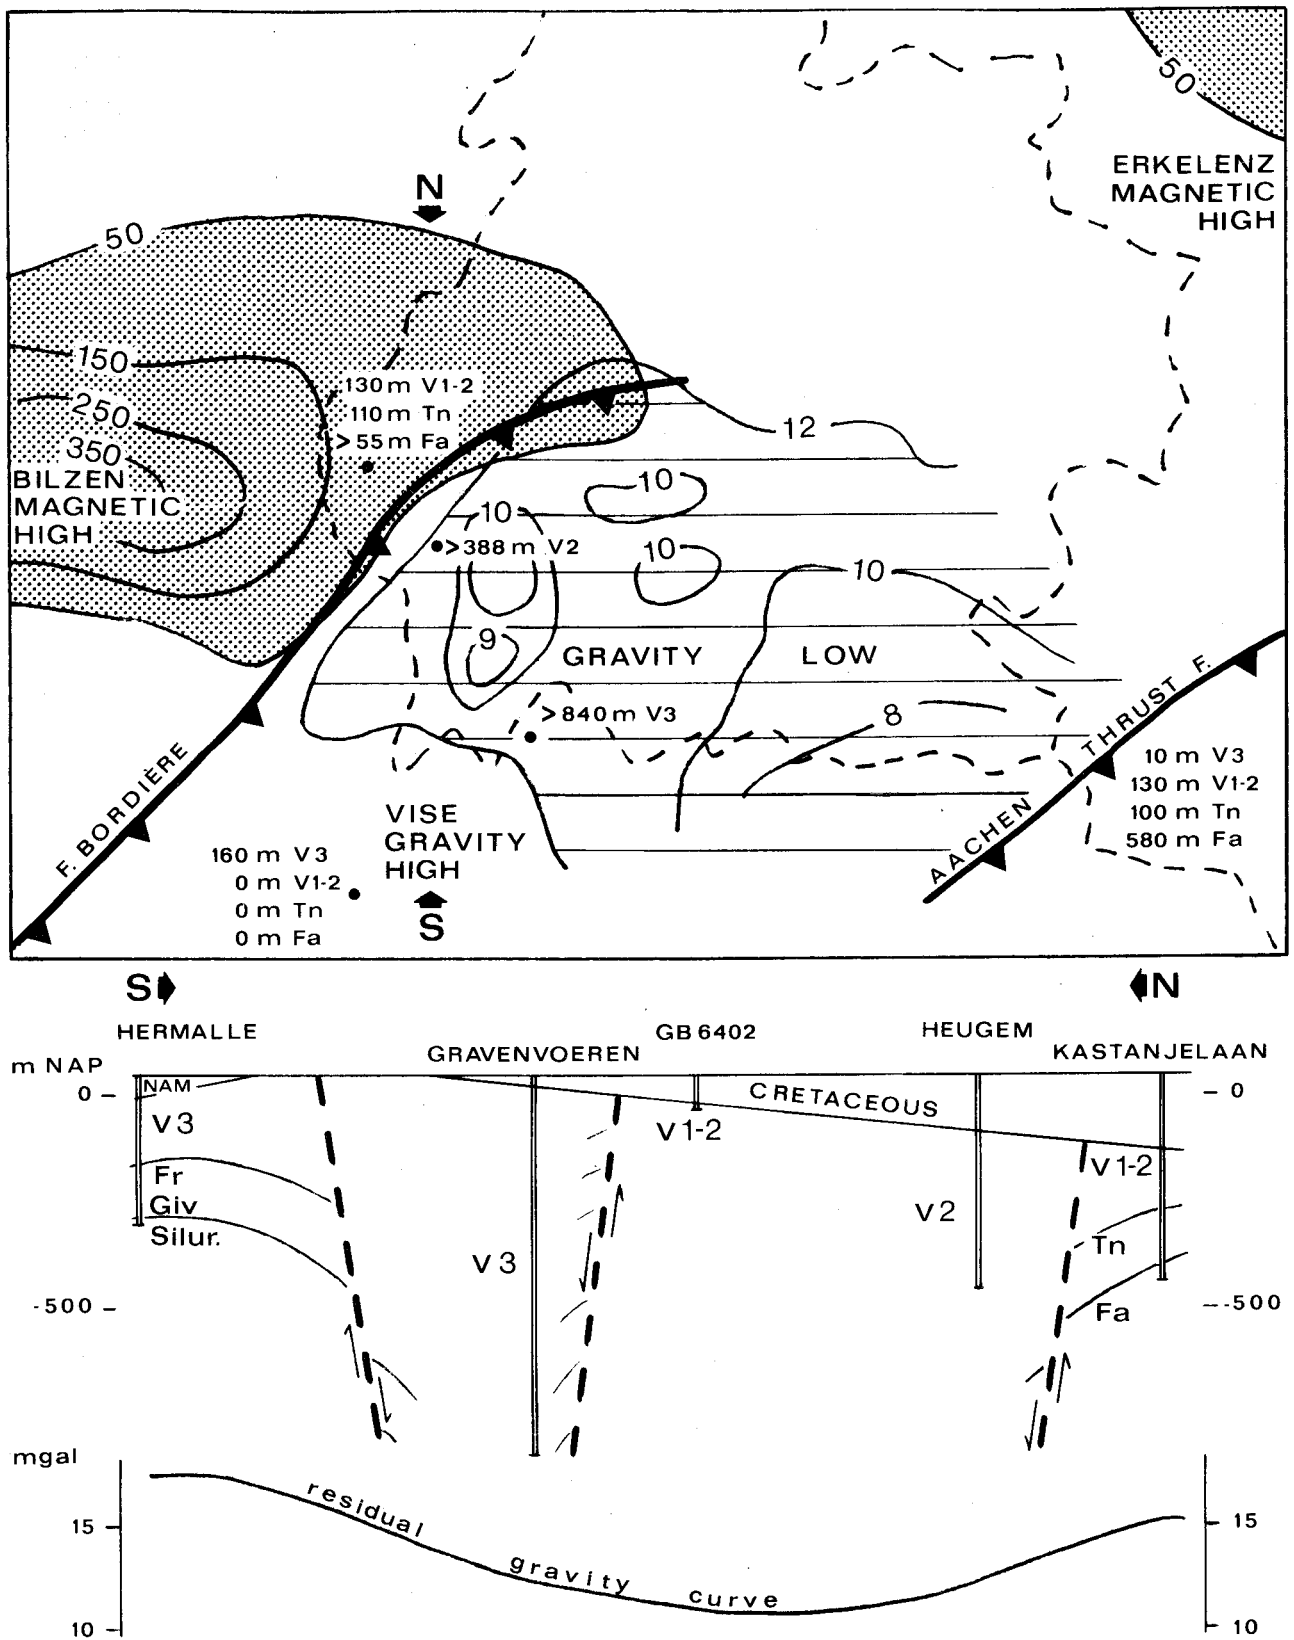 50
50
ERKELENZ
MAGNETIC
HIGH
N
150
250
350
BILZEN
MAGNETIC
HIGH
130 m V1-2
110 m Tn
> 55 m Fa
12
10
10
10
10
> 388 m V2
9
GRAVITY LOW
8
> 840 m V3
F. BORDIÈRE
AACHEN THRUST F.
10 m V3
130 m V1-2
100 m Tn
580 m Fa
VISE
GRAVITY
HIGH
160 m V3
0 m V1-2
0 m Tn
0 m Fa
S
S
N
HERMALLE
GRAVENVOEREN
GB 6402
HEUGEM
KASTANJELAAN
m NAP
0
NAM
CRETACEOUS
0
V3
V1-2
V1-2
Fr
Giv
Silur.
V3
V2
Tn
Fa
-500
-500
mgal
residual gravity curve
15
15
10
10